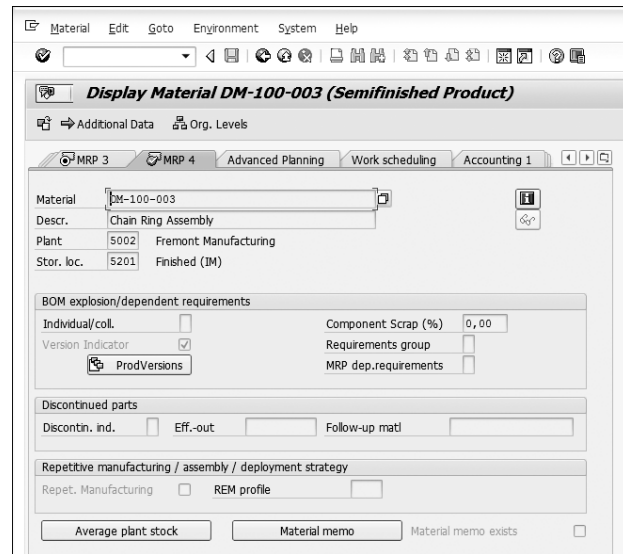 Material Edit Goto Environment System Help
Display Material DM-100-003 (Semifinished Product)
Additional Data Org. Levels
MRP 3 MRP 4 Advanced Planning Work scheduling Accounting 1
Material DM-100-003
Descr. Chain Ring Assembly
Plant 5002 Fremont Manufacturing
Stor. loc. 5201 Finished (IM)
BOM explosion/dependent requirements
Individual/coll. Component Scrap (%) 0,00
Version Indicator Requirements group
ProdVersions MRP dep.requirements
Discontinued parts
Discontin. ind. Eff.-out Follow-up matl
Repetitive manufacturing / assembly / deployment strategy
Repet. Manufacturing REM profile
Average plant stock Material memo Material memo exists